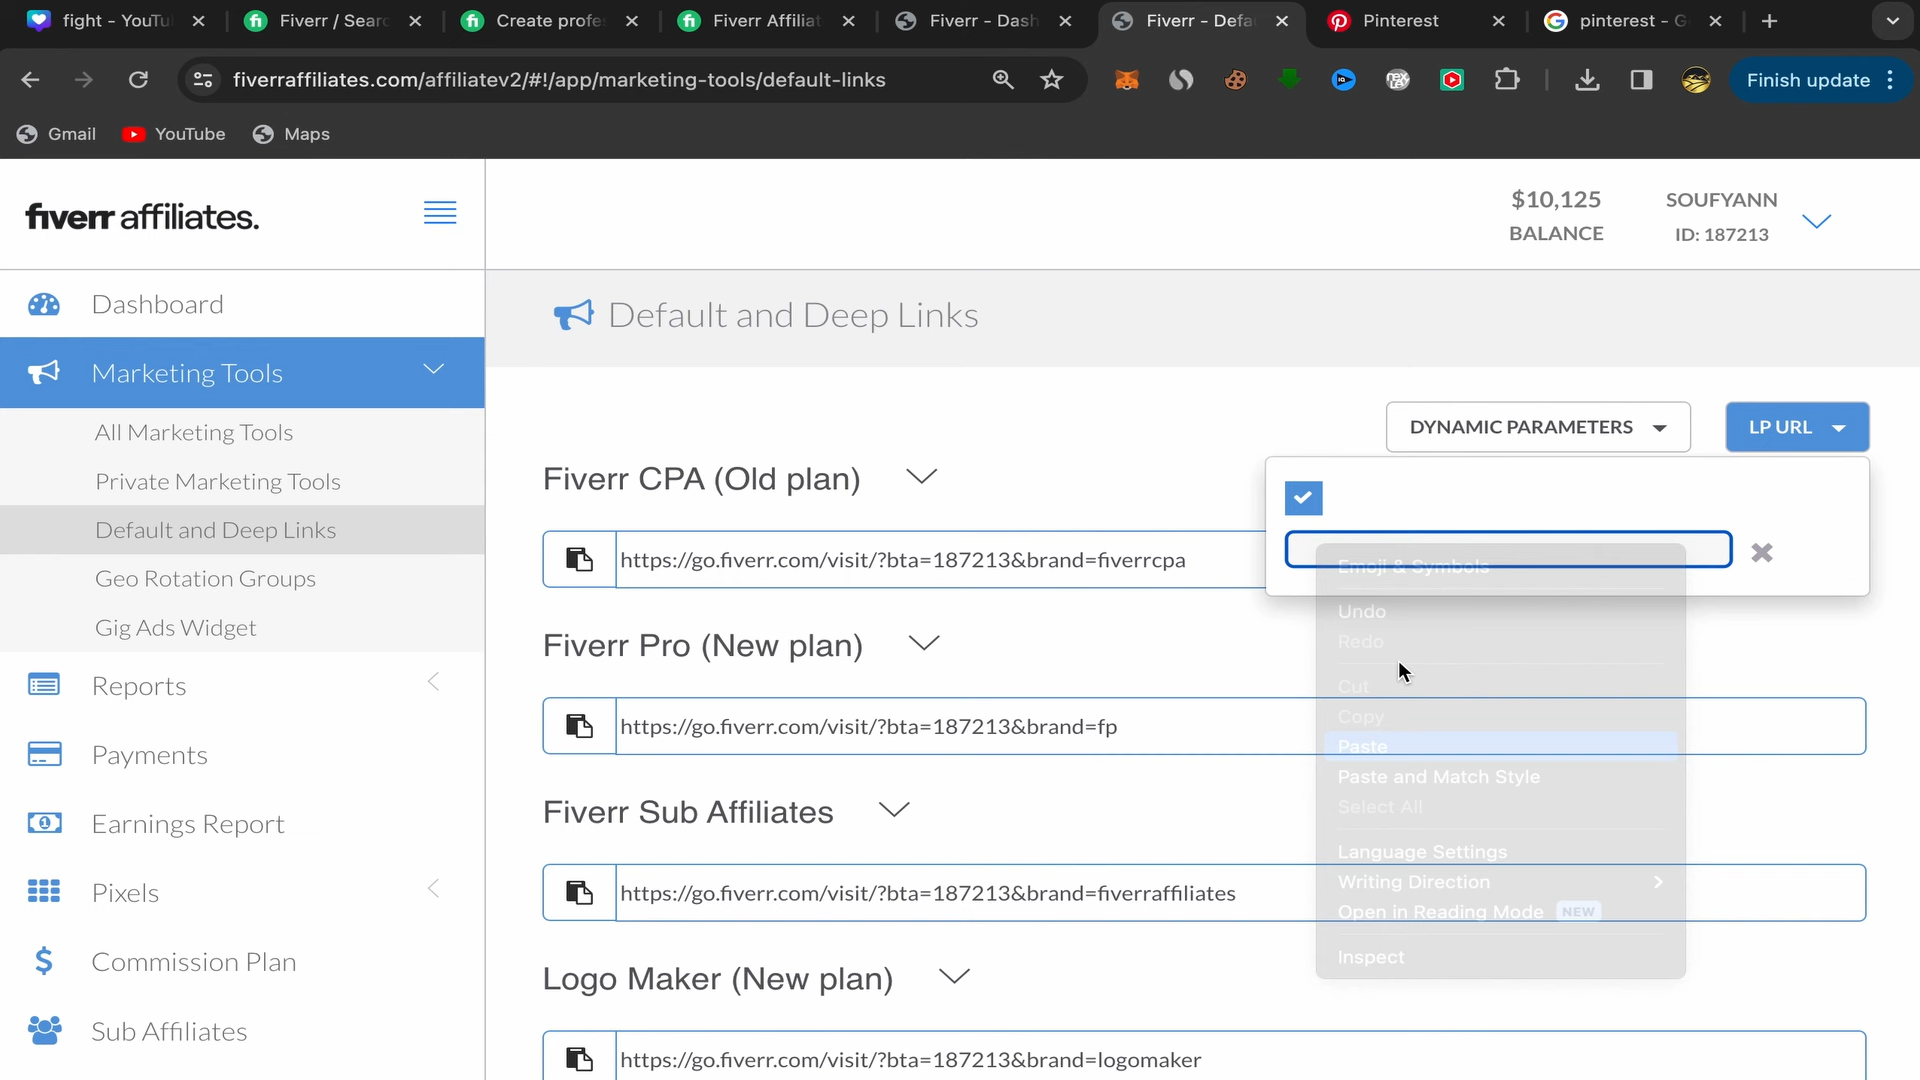 fight - YouTu
Fiverr / Searc
Create profe
Fiverr Affiliat
Fiverr - Dash
Fiverr - Defa
Pinterest
pinterest - G
fiverraffiliates.com/affiliatev2/#!/app/marketing-tools/default-links
Finish update
Gmail
YouTube
Maps
fiverr affiliates.
$10,125
BALANCE
SOUFYANN
ID: 187213
Dashboard
Marketing Tools
All Marketing Tools
Private Marketing Tools
Default and Deep Links
Geo Rotation Groups
Gig Ads Widget
Reports
Payments
Earnings Report
Pixels
Commission Plan
Sub Affiliates
Default and Deep Links
DYNAMIC PARAMETERS
LP URL
Fiverr CPA (Old plan)
https://go.fiverr.com/visit/?bta=187213&brand=fiverrcpa
Fiverr Pro (New plan)
https://go.fiverr.com/visit/?bta=187213&brand=fp
Fiverr Sub Affiliates
https://go.fiverr.com/visit/?bta=187213&brand=fiverraffiliates
Logo Maker (New plan)
https://go.fiverr.com/visit/?bta=187213&brand=logomaker
Emoji & Symbols
Undo
Redo
Cut
Copy
Paste
Paste and Match Style
Select All
Language Settings
Writing Direction
Open in Reading Mode NEW
Inspect